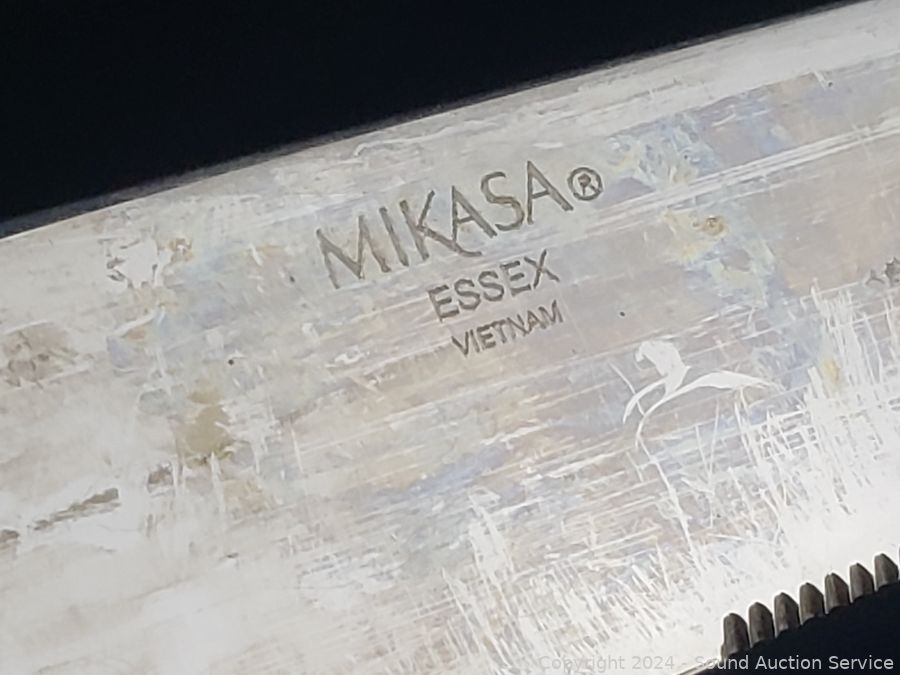 MIKASA®
ESSEX
VIETNAM
Copyright 2024 - Sound Auction Service